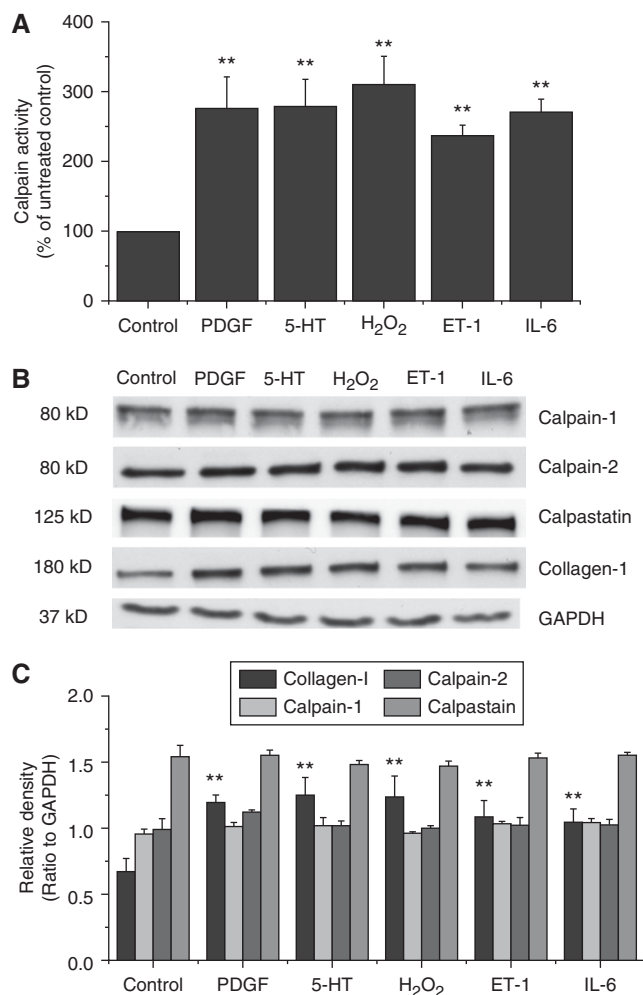 A
Calpain activity
(% of untreated control)
400
300
200
100
0
** ** ** ** **
Control PDGF 5-HT H₂O₂ ET-1 IL-6
B
Control PDGF 5-HT H₂O₂ ET-1 IL-6
80 kD Calpain-1
80 kD Calpain-2
125 kD Calpastatin
180 kD Collagen-1
37 kD GAPDH
C
Relative density
(Ratio to GAPDH)
Collagen-I Calpain-2
Calpain-1 Calpastain
2.0
1.5
1.0
0.5
0.0
** ** ** ** **
Control PDGF 5-HT H₂O₂ ET-1 IL-6